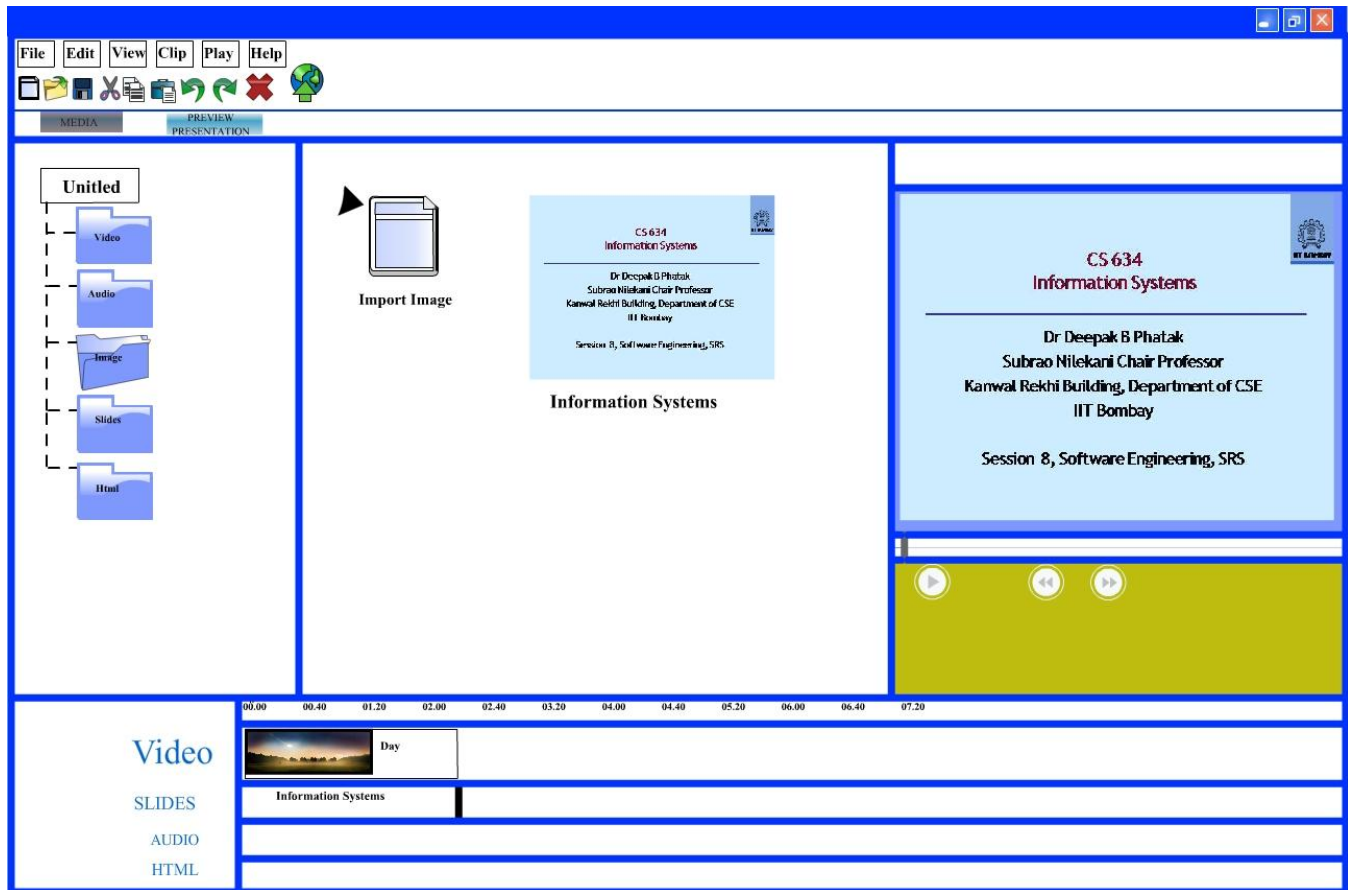 File Edit View Clip Play Help
MEDIA
PREVIEW
PRESENTATION
Unitled
Video
Audio
Image
Slides
Html
Import Image
CS 634
Information Systems
IIT BOMBAY
Dr Deepak B Phatak
Subrao Nilekani Chair Professor
Kanwal Rekhi Building, Department of CSE
IIT Bombay
Session 8, Software Engineering, SRS
Information Systems
CS 634
Information Systems
IIT BOMBAY
Dr Deepak B Phatak
Subrao Nilekani Chair Professor
Kanwal Rekhi Building, Department of CSE
IIT Bombay
Session 8, Software Engineering, SRS
00.00 00.40 01.20 02.00 02.40 03.20 04.00 04.40 05.20 06.00 06.40 07.20
Video
Day
SLIDES
Information Systems
AUDIO
HTML